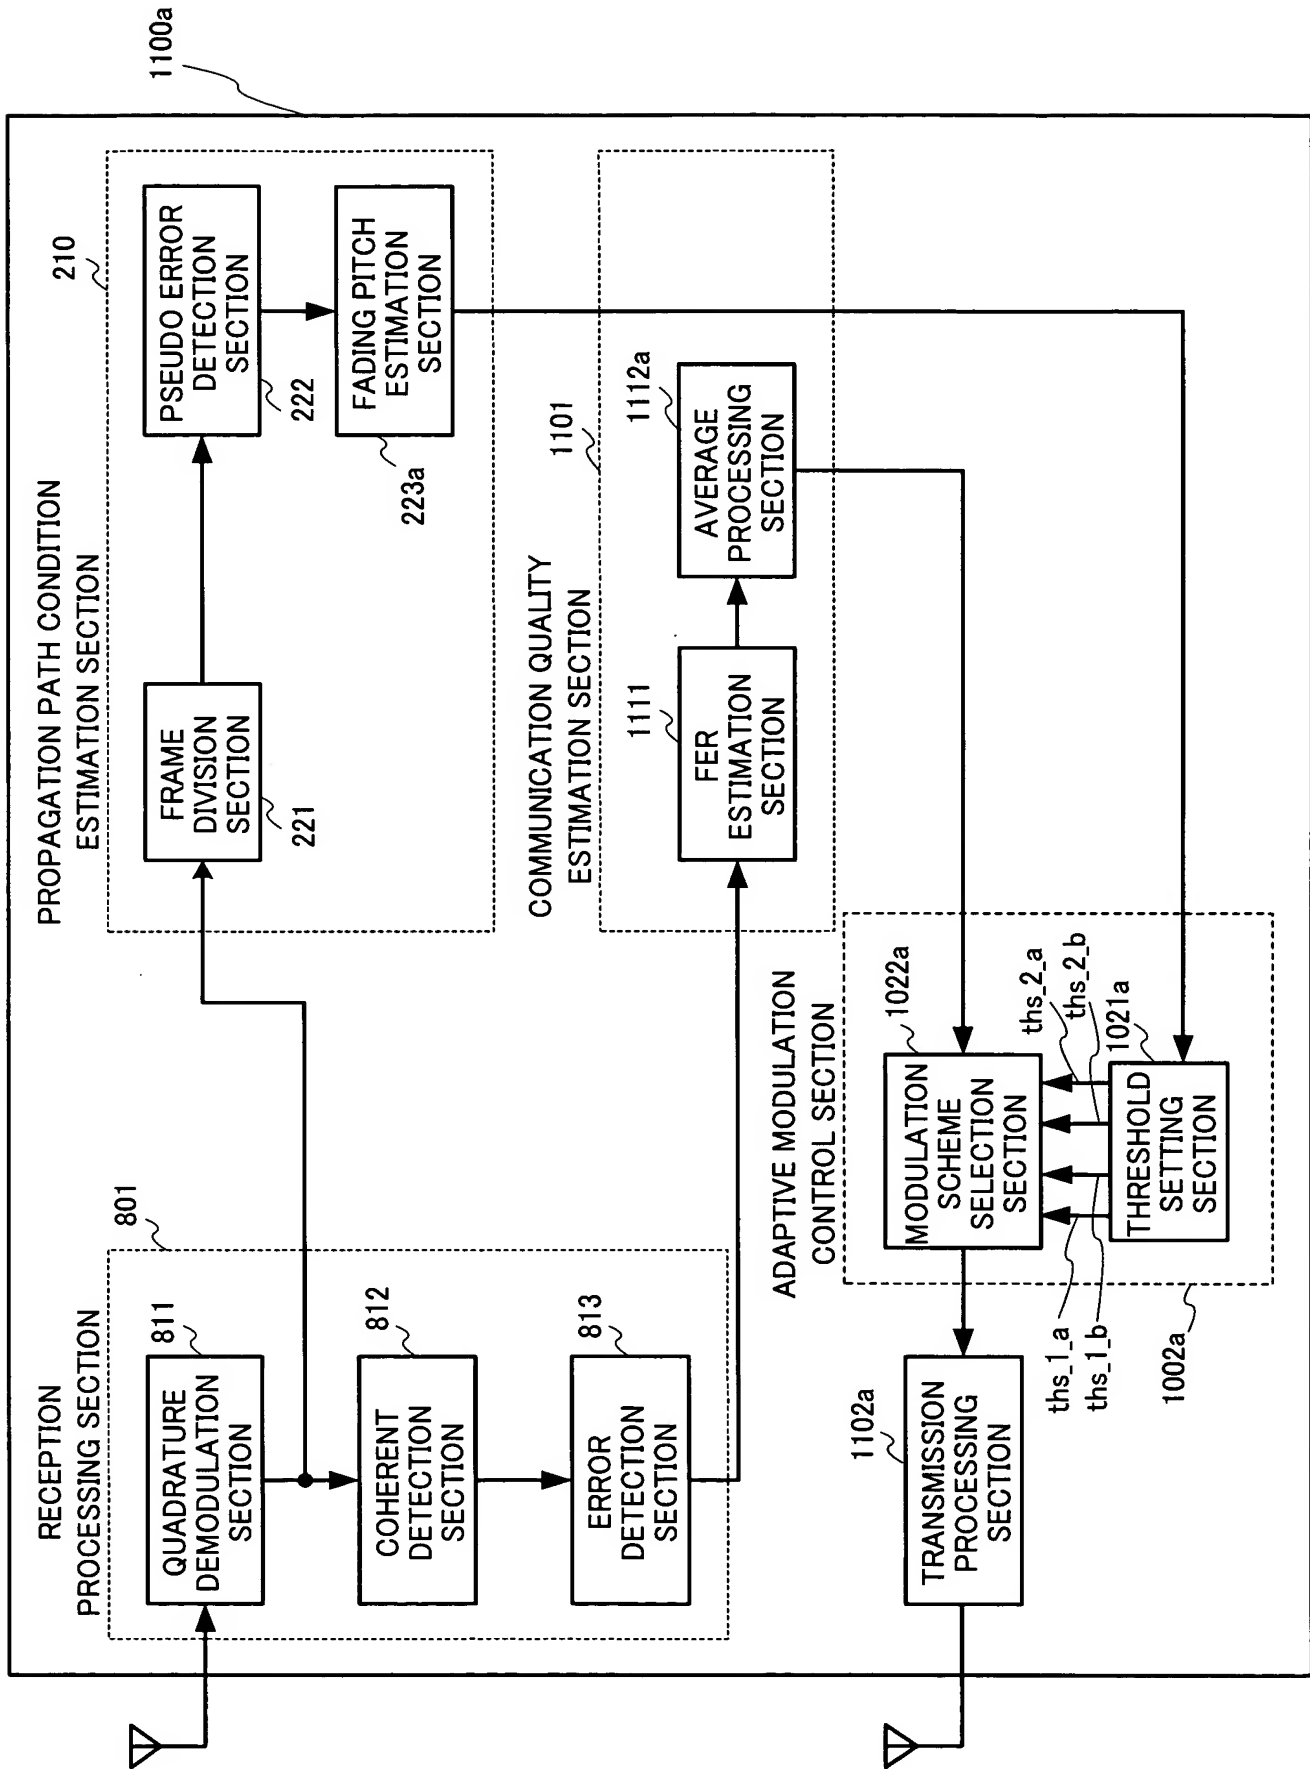 1100a
RECEPTION
PROCESSING SECTION
801
QUADRATURE
DEMODULATION
SECTION
811
COHERENT
DETECTION
SECTION
812
ERROR
DETECTION
SECTION
813
PROPAGATION PATH CONDITION
ESTIMATION SECTION
210
FRAME
DIVISION
SECTION
221
PSEUDO ERROR
DETECTION
SECTION
222
FADING PITCH
ESTIMATION
SECTION
223a
COMMUNICATION QUALITY
ESTIMATION SECTION
1101
FER
ESTIMATION
SECTION
1111
AVERAGE
PROCESSING
SECTION
1112a
ADAPTIVE MODULATION
CONTROL SECTION
MODULATION
SCHEME
SELECTION
SECTION
1022a
ths_2_a
ths_2_b
1021a
THRESHOLD
SETTING
SECTION
ths_1_a
ths_1_b
1002a
TRANSMISSION
PROCESSING
SECTION
1102a